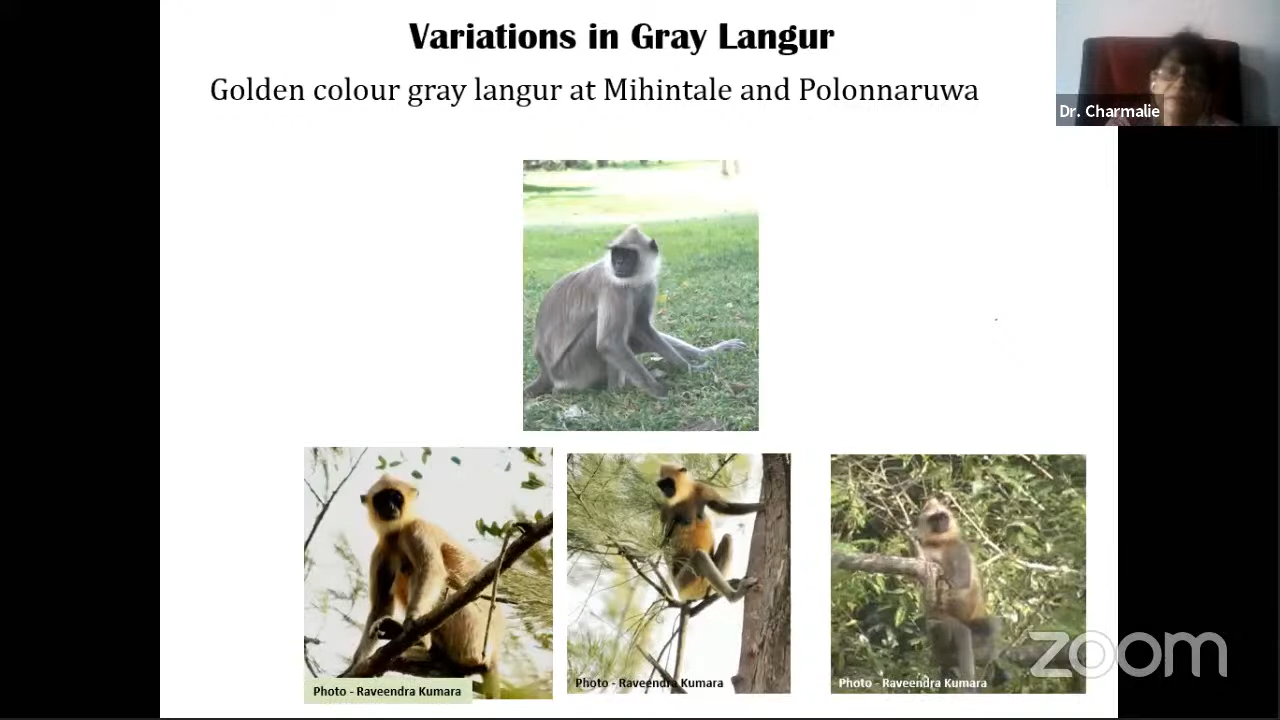 Variations in Gray Langur
Golden colour gray langur at Mihintale and Polonnaruwa
Dr. Charmalie
Photo - Raveendra Kumara
Photo - Raveendra Kumara
Photo - Raveendra Kumara
zoom